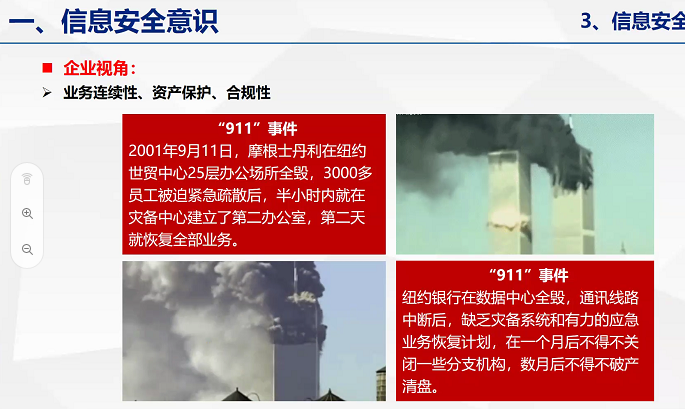 一、信息安全意识
3、信息安全
企业视角：
业务连续性、资产保护、合规性
“911”事件
2001年9月11日，摩根士丹利在纽约
世贸中心25层办公场所全毁，3000多
员工被迫紧急疏散后，半小时内就在
灾备中心建立了第二办公室，第二天
就恢复全部业务。
“911”事件
纽约银行在数据中心全毁，通讯线路
中断后，缺乏灾备系统和有力的应急
业务恢复计划，在一个月后不得不关
闭一些分支机构，数月后不得不破产
清盘。